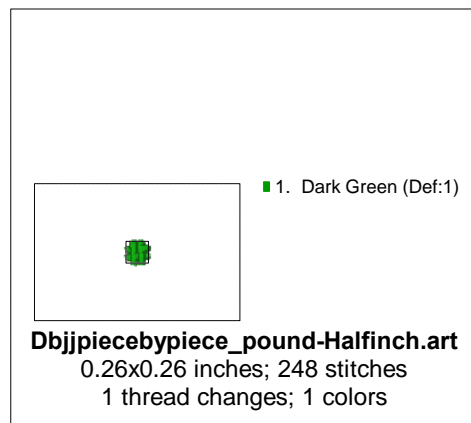 1. Dark Green (Def:1)
Dbjjpiecebypiece_pound-Halfinch.art
0.26x0.26 inches; 248 stitches
1 thread changes; 1 colors